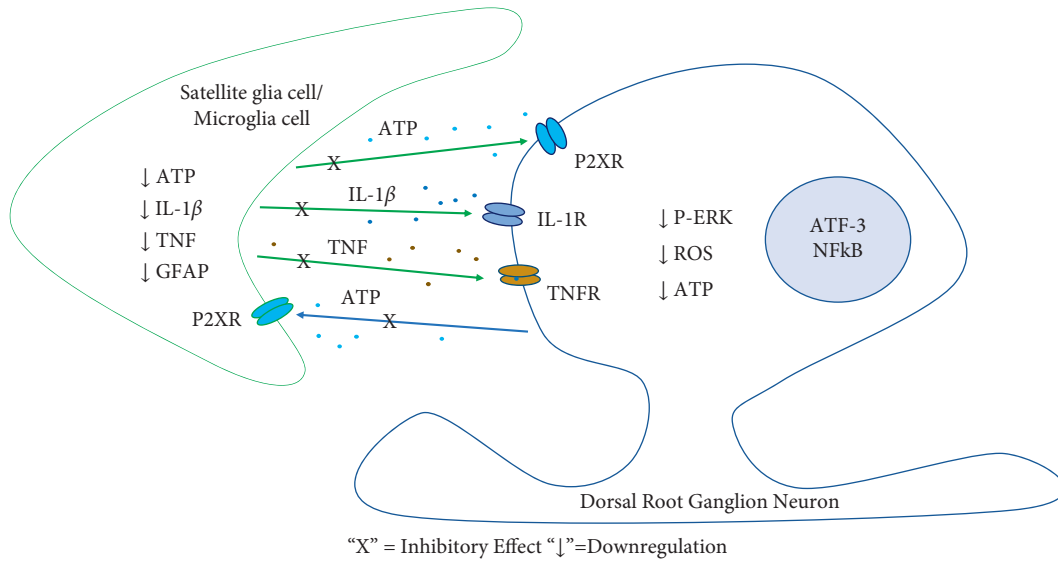 Satellite glia cell/
Microglia cell
↓ ATP
↓ IL-1β
↓ TNF
↓ GFAP
P2XR
ATP
X
IL-1β
X
TNF
X
ATP
X
P2XR
IL-1R
TNFR
↓ P-ERK
↓ ROS
↓ ATP
ATF-3
NFkB
Dorsal Root Ganglion Neuron
“X” = Inhibitory Effect “↓”=Downregulation